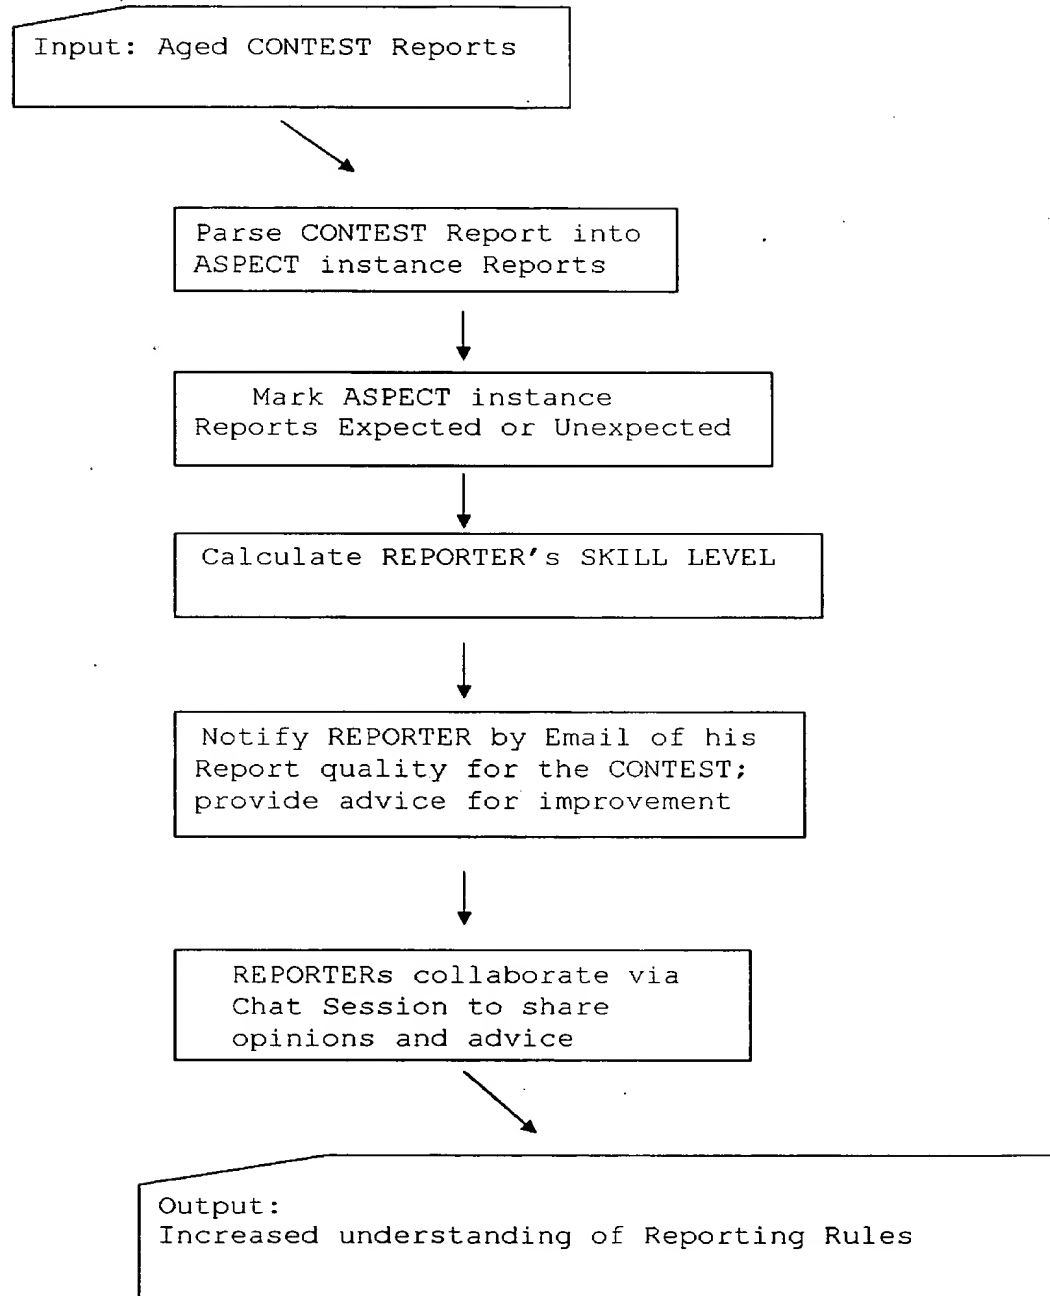 Input: Aged CONTEST Reports
Parse CONTEST Report into
ASPECT instance Reports
Mark ASPECT instance
Reports Expected or Unexpected
Calculate REPORTER's SKILL LEVEL
Notify REPORTER by Email of his
Report quality for the CONTEST;
provide advice for improvement
REPORTERs collaborate via
Chat Session to share
opinions and advice
Output:
Increased understanding of Reporting Rules